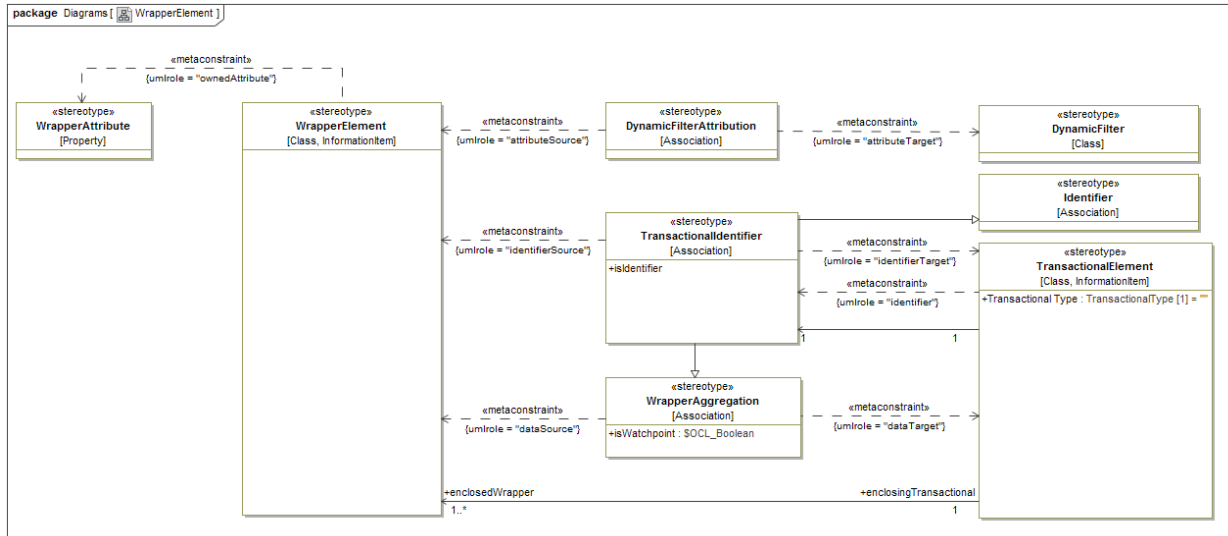 package Diagrams [ WrapperElement ]
«metaconstraint»
{umlrole = "ownedAttribute"}
«stereotype»
WrapperAttribute
[Property]
«stereotype»
WrapperElement
[Class, InformationItem]
«metaconstraint»
{umlrole = "attributeSource"}
«stereotype»
DynamicFilterAttribution
[Association]
«metaconstraint»
{umlrole = "attributeTarget"}
«stereotype»
DynamicFilter
[Class]
«stereotype»
Identifier
[Association]
«metaconstraint»
{umlrole = "identifierSource"}
«stereotype»
TransactionalIdentifier
[Association]
+isIdentifier
«metaconstraint»
{umlrole = "identifierTarget"}
«metaconstraint»
{umlrole = "identifier"}
1
1
«stereotype»
TransactionalElement
[Class, InformationItem]
+Transactional Type : TransactionalType [1] = ""
«metaconstraint»
{umlrole = "dataSource"}
«stereotype»
WrapperAggregation
[Association]
+isWatchpoint : $OCL_Boolean
«metaconstraint»
{umlrole = "dataTarget"}
+enclosedWrapper
1..*
+enclosingTransactional
1